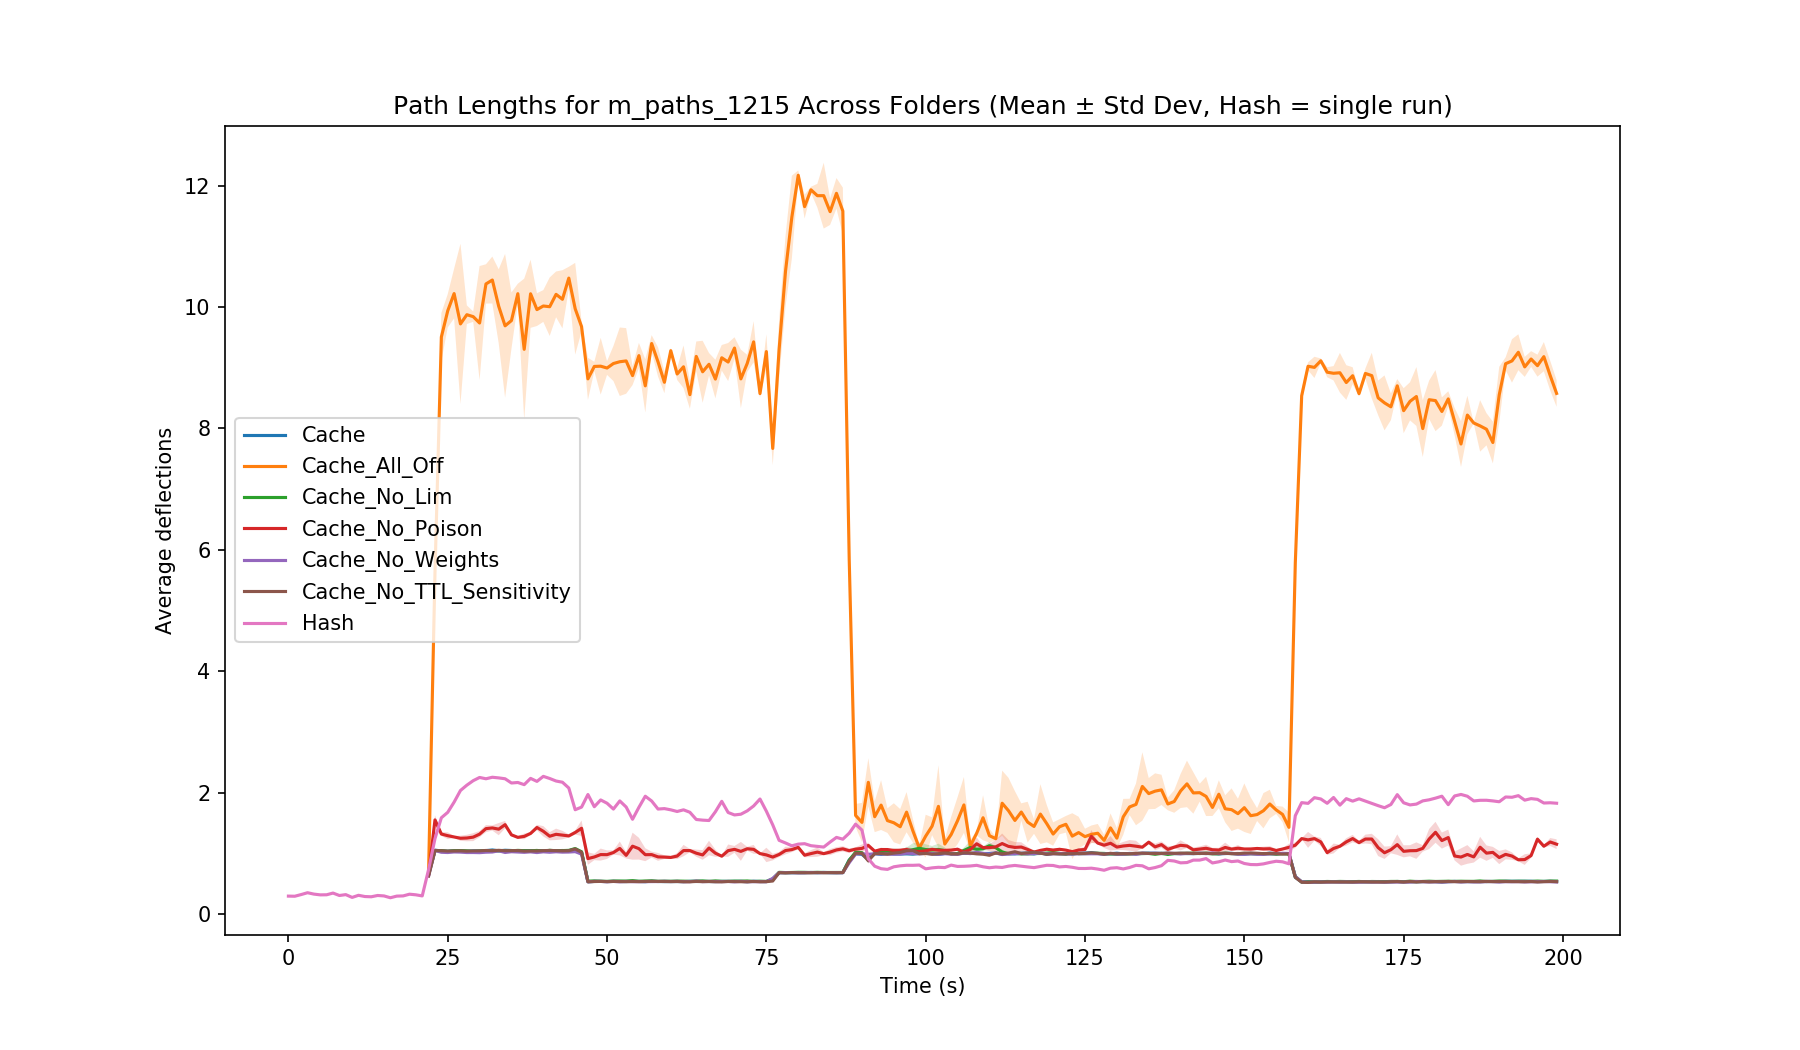 Path Lengths for m_paths_1215 Across Folders (Mean ± Std Dev, Hash = single run)
12
10
8
6
4
2
0
Average deflections
Cache
Cache_All_Off
Cache_No_Lim
Cache_No_Poison
Cache_No_Weights
Cache_No_TTL_Sensitivity
Hash
0 25 50 75 100 125 150 175 200
Time (s)